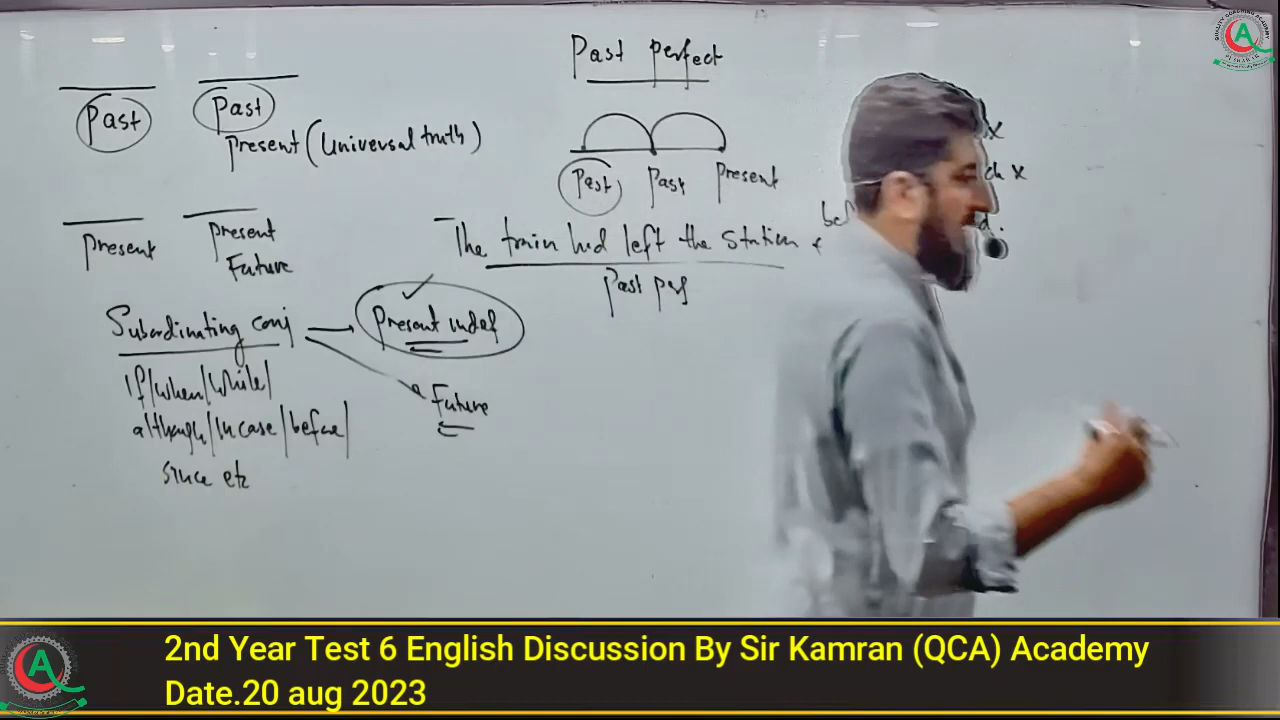 Past perfect
Past Past
Present (Universal truth)
Past Past Present
Present Present
Future
The train had left the Station
Past perf
Subordinating conj Present indef
If/when/while/
although/In case/before/
Future
since etc
2nd Year Test 6 English Discussion By Sir Kamran (QCA) Academy
Date.20 aug 2023